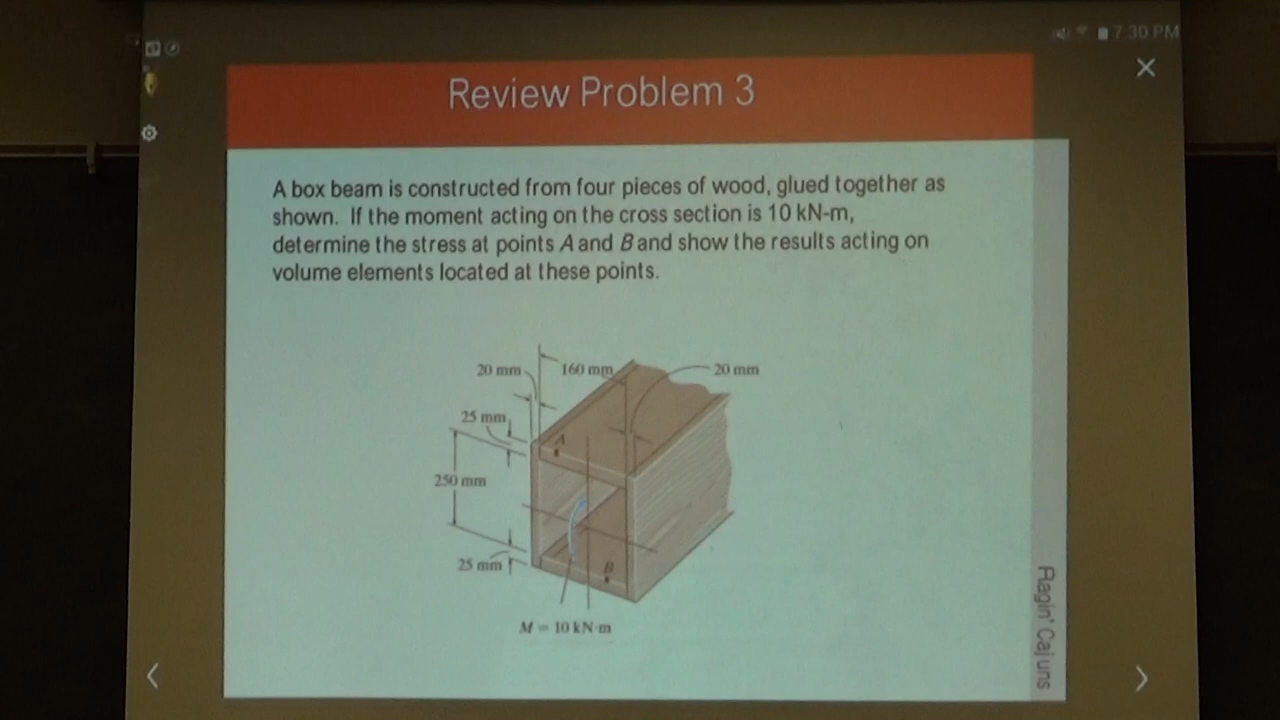 7:30 PM
Review Problem 3
A box beam is constructed from four pieces of wood, glued together as
shown. If the moment acting on the cross section is 10 kN-m,
determine the stress at points A and B and show the results acting on
volume elements located at these points.
20 mm
160 mm
20 mm
25 mm
A
250 mm
25 mm
B
M = 10 kN·m
Ragin' Cajuns